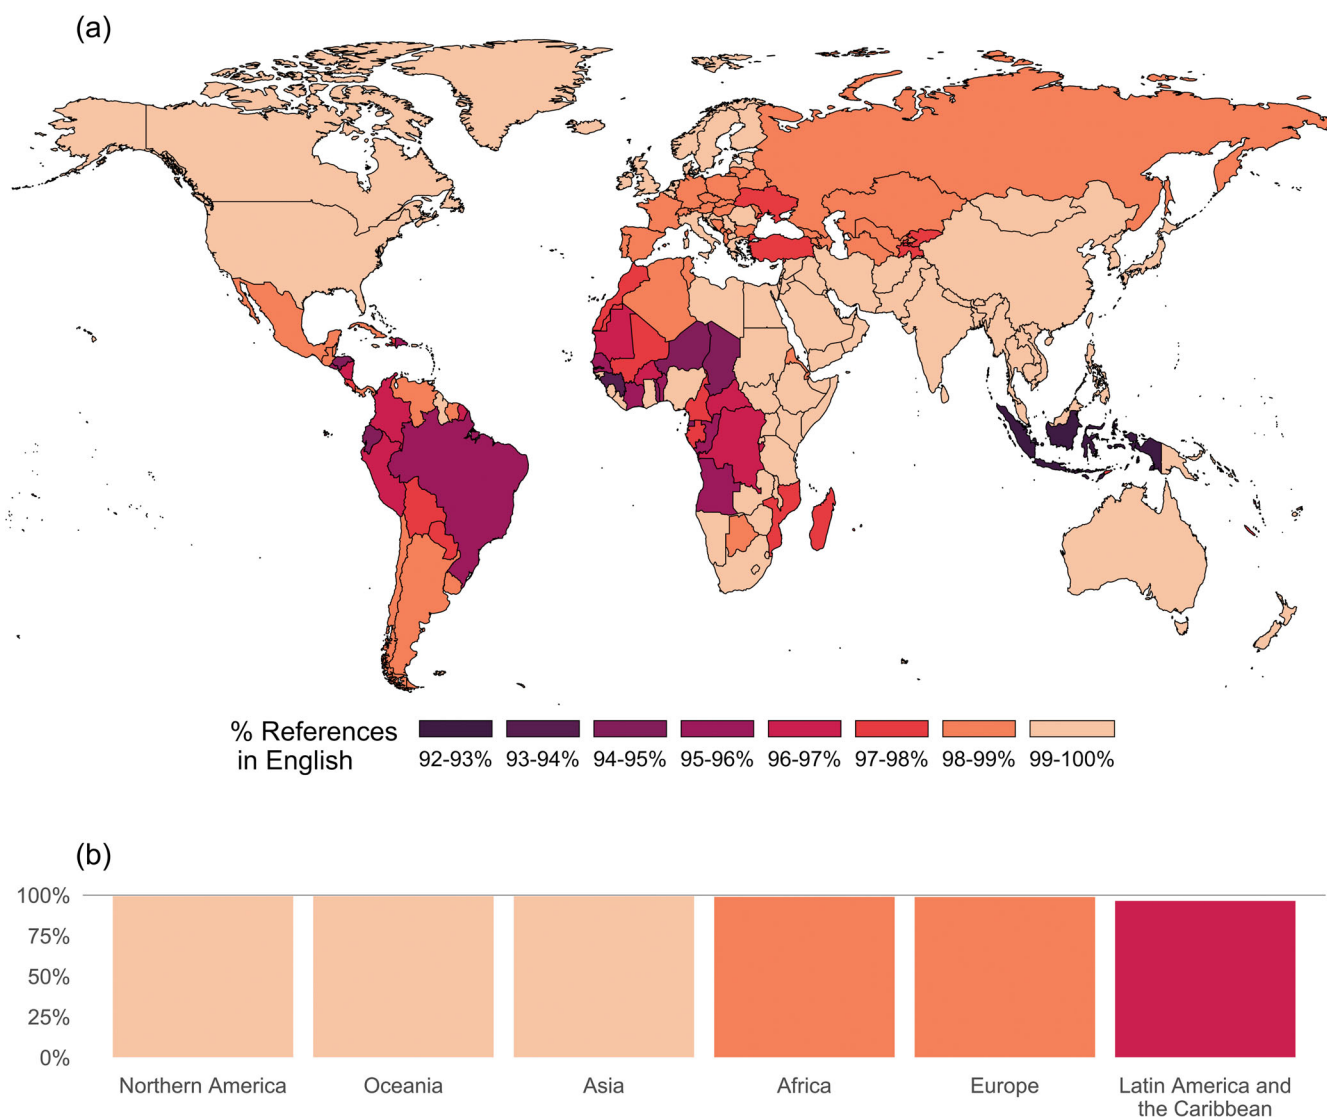 (a)
% References
in English
92-93% 93-94% 94-95% 95-96% 96-97% 97-98% 98-99% 99-100%
(b)
100%
75%
50%
25%
0%
Northern America Oceania Asia Africa Europe Latin America and
the Caribbean